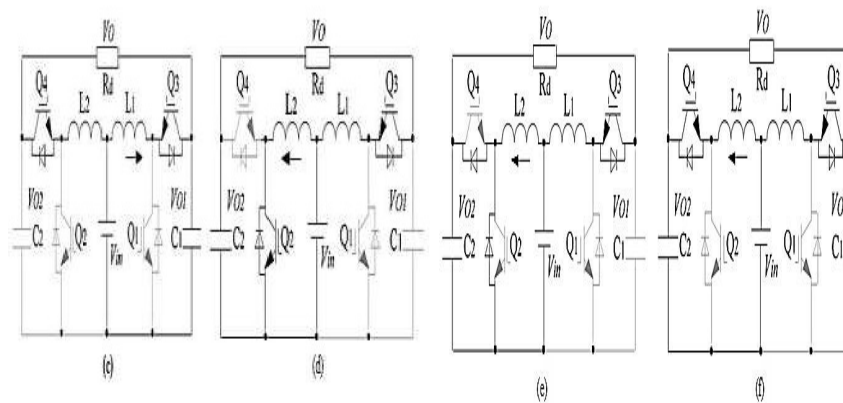 VO VO VO VO
Rd Rd Rd Rd
Q4 Q3 Q4 Q3 Q4 Q3 Q4 Q3
L2 L1 L2 L1 L2 L1 L2 L1
VO2 VO1 VO2 VO1 VO2 VO1 VO2 VO
C2 Q2 Vin Q1 C1 C2 Q2 Vin Q1 C1 C2 Q2 Vin Q1 C1 C2 Q2 Vin Q1 C1
(c) (d) (e) (f)